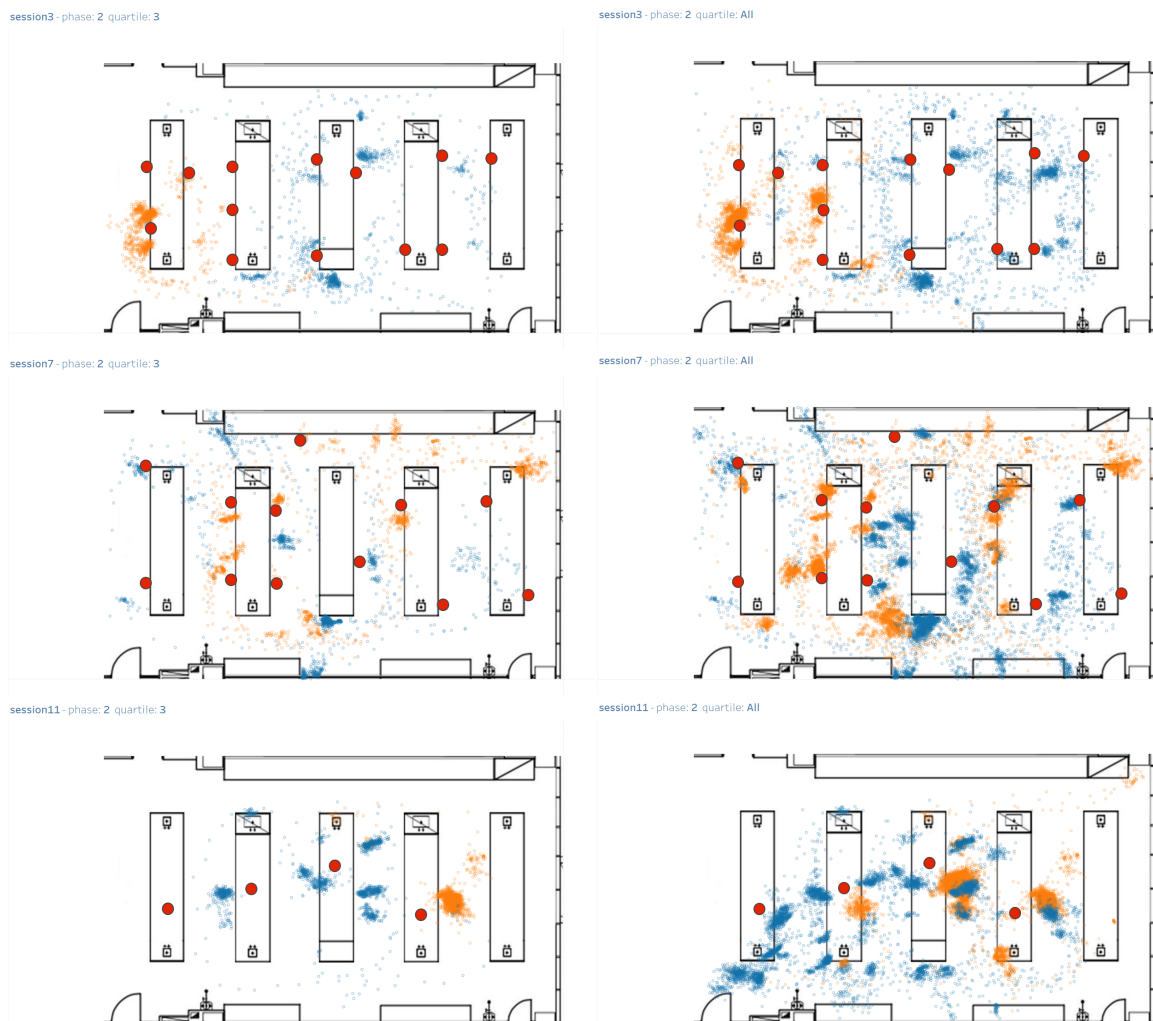 session3 - phase: 2 quartile: 3
session3 - phase: 2 quartile: All
session7 - phase: 2 quartile: 3
session7 - phase: 2 quartile: All
session11 - phase: 2 quartile: 3
session11 - phase: 2 quartile: All